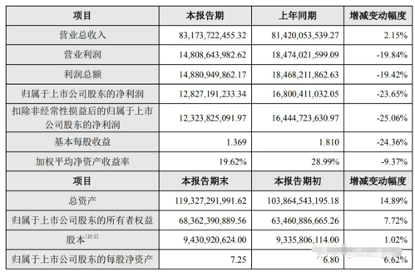 项目 本报告期 上年同期 增减变动幅度
营业总收入 83,173,722,455.32 81,420,053,539.27 2.15%
营业利润 14,808,643,982.62 18,474,021,599.09 -19.84%
利润总额 14,880,949,862.17 18,468,211,862.63 -19.42%
归属于上市公司股东的净利润 12,827,191,233.34 16,800,411,032.05 -23.65%
扣除非经常性损益后的归属于上市
公司股东的净利润 12,323,825,091.97 16,444,723,630.97 -25.06%
基本每股收益 1.369 1.810 -24.36%
加权平均净资产收益率 19.62% 28.99% -9.37%
项目 本报告期末 本报告期初 增减变动幅度
总资产 119,327,291,991.62 103,864,543,195.18 14.89%
归属于上市公司股东的所有者权益 68,362,390,889.56 63,460,886,665.26 7.72%
股本 9,430,920,624.00 9,335,806,114.00 1.02%
归属于上市公司股东的每股净资产 7.25 6.80 6.62%